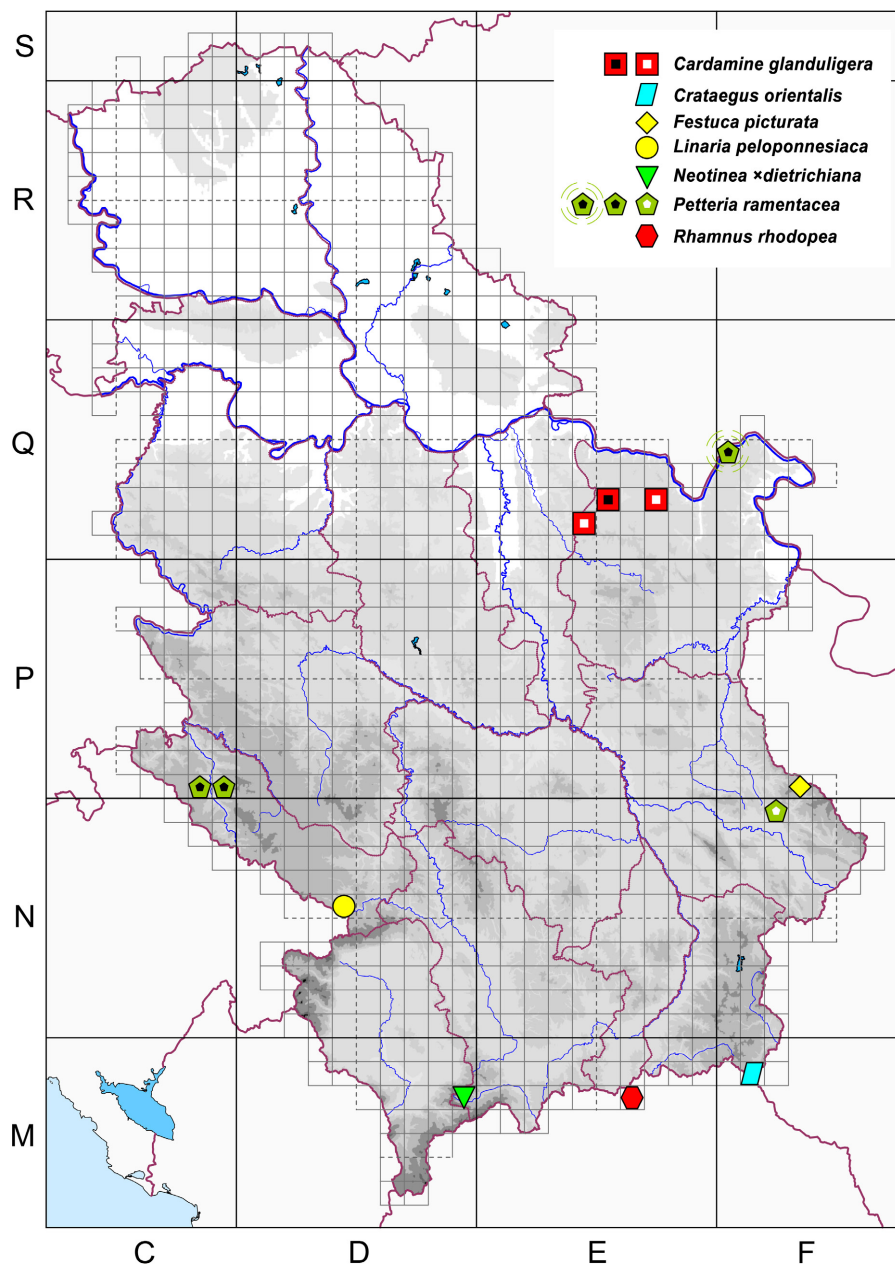 S
Cardamine glanduligera
Crataegus orientalis
Festuca picturata
Linaria peloponnesiaca
Neotinea ×dietrichiana
Petteria ramentacea
Rhamnus rhodopea
R
Q
P
N
M
C D E F